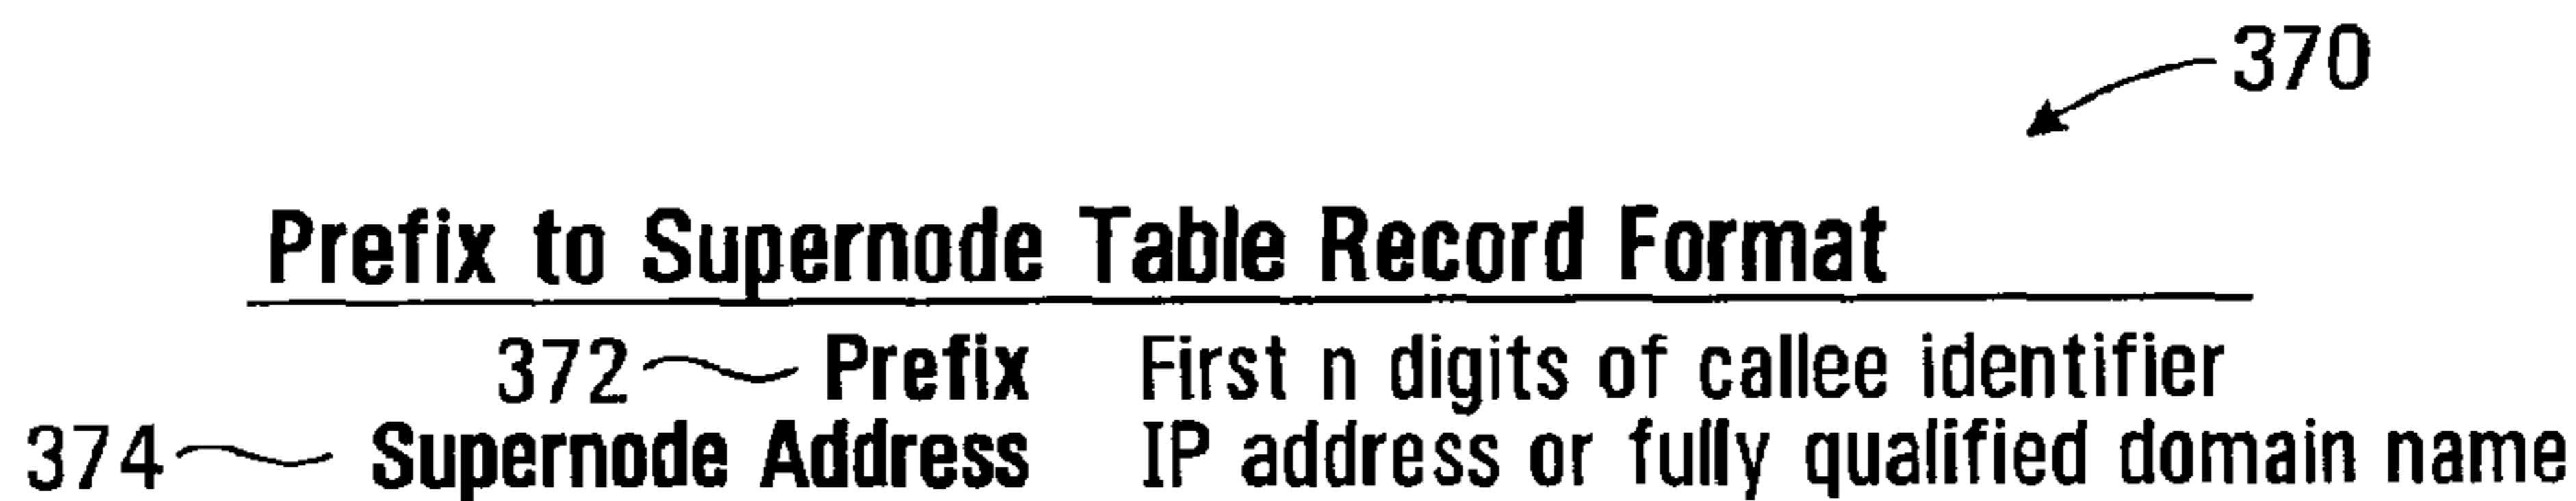 370
Prefix to Supernode Table Record Format
372 Prefix First n digits of callee identifier
374 Supernode Address IP address or fully qualified domain name